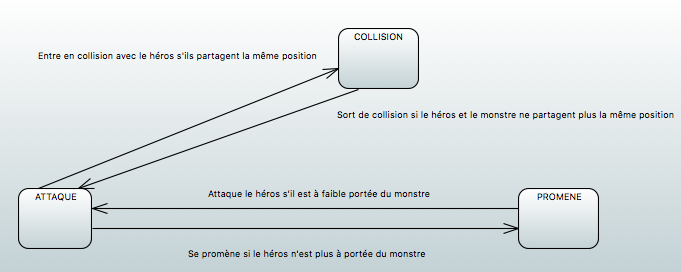 COLLISION
Entre en collision avec le héros s'ils partagent la même position
Sort de collision si le héros et le monstre ne partagent plus la même position
ATTAQUE
Attaque le héros s'il est à faible portée du monstre
PROMENE
Se promène si le héros n'est plus à portée du monstre